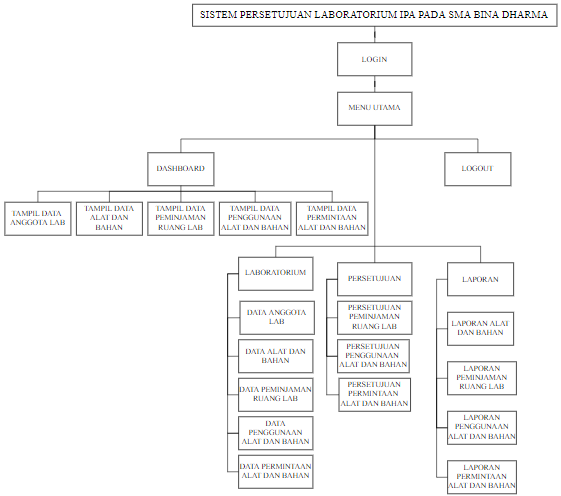 SISTEM PERSETUJUAN LABORATORIUM IPA PADA SMA BINA DHARMA
LOGIN
MENU UTAMA
DASHBOARD
LOGOUT
TAMPIL DATA
ANGGOTA LAB
TAMPIL DATA
ALAT DAN
BAHAN
TAMPIL DATA
PEMINJAMAN
RUANG LAB
TAMPIL DATA
PENGGUNAAN
ALAT DAN BAHAN
TAMPIL DATA
PERMINTAAN
ALAT DAN BAHAN
LABORATORIUM
DATA ANGGOTA
LAB
DATA ALAT DAN
BAHAN
DATA PEMINJAMAN
RUANG LAB
DATA
PENGGUNAAN
ALAT DAN BAHAN
DATA PERMINTAAN
ALAT DAN BAHAN
PERSETUJUAN
PERSETUJUAN
PEMINJAMAN
RUANG LAB
PERSETUJUAN
PENGGUNAAN
ALAT DAN BAHAN
PERSETUJUAN
PERMINTAAN
ALAT DAN BAHAN
LAPORAN
LAPORAN ALAT
DAN BAHAN
LAPORAN
PEMINJAMAN
RUANG LAB
LAPORAN
PENGGUNAAN
ALAT DAN BAHAN
LAPORAN
PERMINTAAN
ALAT DAN BAHAN